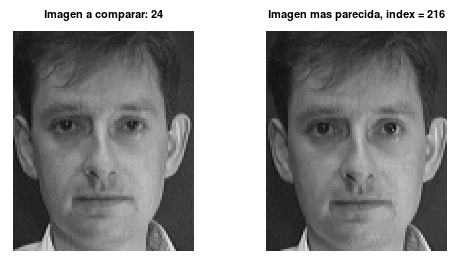 Imagen a comparar: 24
Imagen mas parecida, index = 216